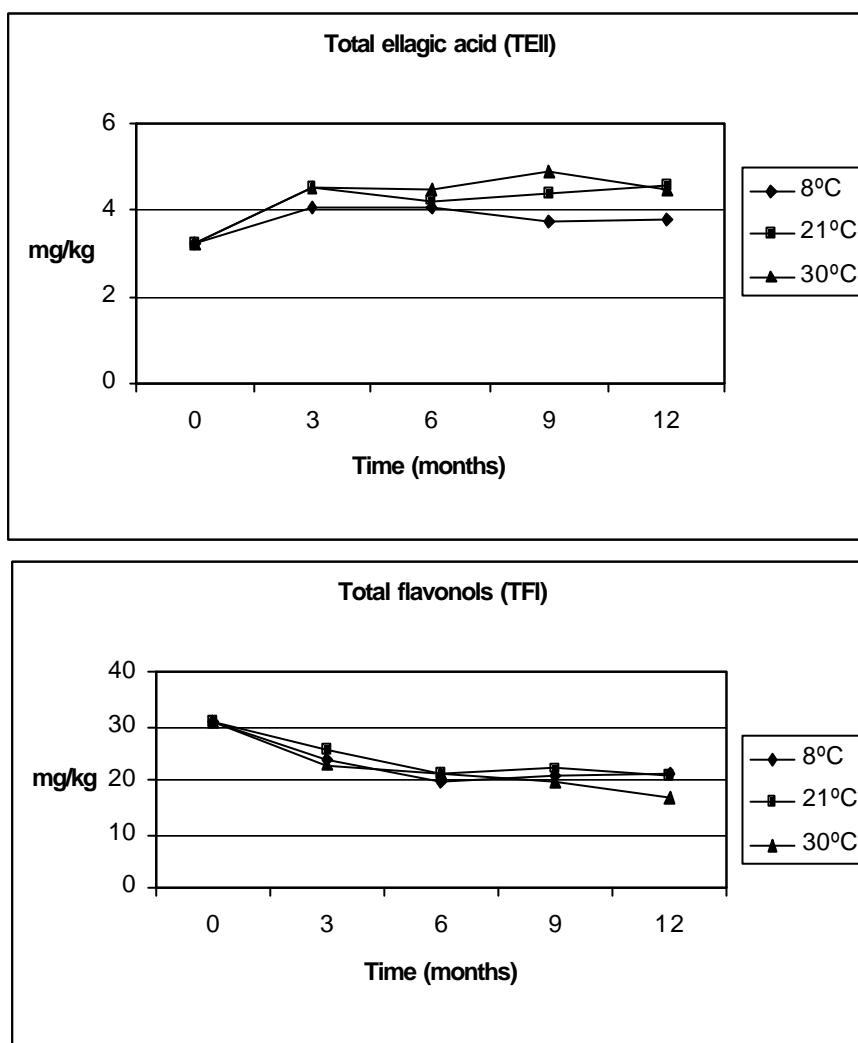 Total ellagic acid (TEII)
6
4
2
0
mg/kg
0 3 6 9 12
Time (months)
8ºC
21ºC
30ºC
Total flavonols (TFI)
40
30
20
10
0
mg/kg
0 3 6 9 12
Time (months)
8ºC
21ºC
30ºC